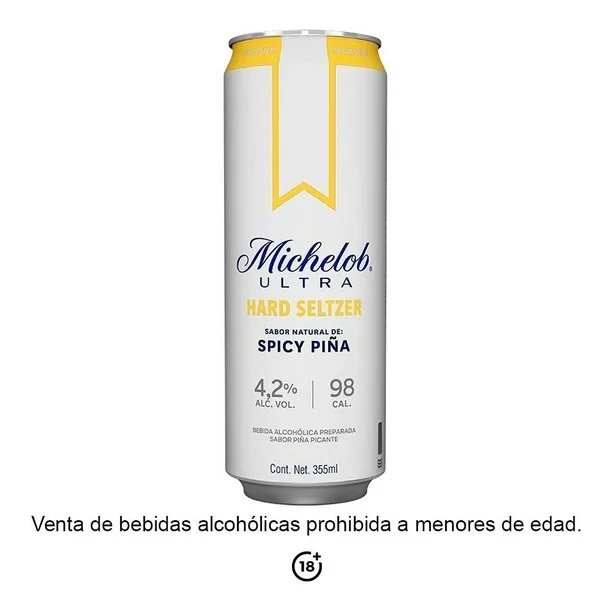 Michelob
ULTRA
HARD SELTZER
SABOR NATURAL DE:
SPICY PIÑA
4,2% | 98
ALC. VOL. CAL.
BEBIDA ALCOHÓLICA PREPARADA
SABOR PIÑA PICANTE
Cont. Net. 355ml
Venta de bebidas alcohólicas prohibida a menores de edad.
18+